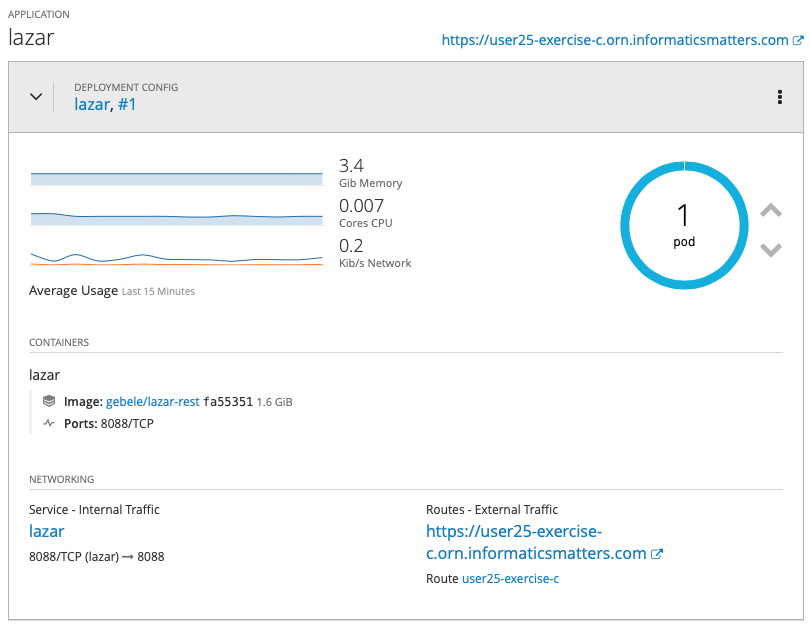 APPLICATION
lazar
https://user25-exercise-c.orn.informaticsmatters.com
DEPLOYMENT CONFIG
lazar, #1
3.4
Gib Memory
0.007
Cores CPU
0.2
Kib/s Network
1
pod
Average Usage Last 15 Minutes
CONTAINERS
lazar
Image: gebele/lazar-rest fa55351 1.6 GiB
Ports: 8088/TCP
NETWORKING
Service - Internal Traffic
lazar
8088/TCP (lazar) → 8088
Routes - External Traffic
https://user25-exercise-
c.orn.informaticsmatters.com
Route user25-exercise-c